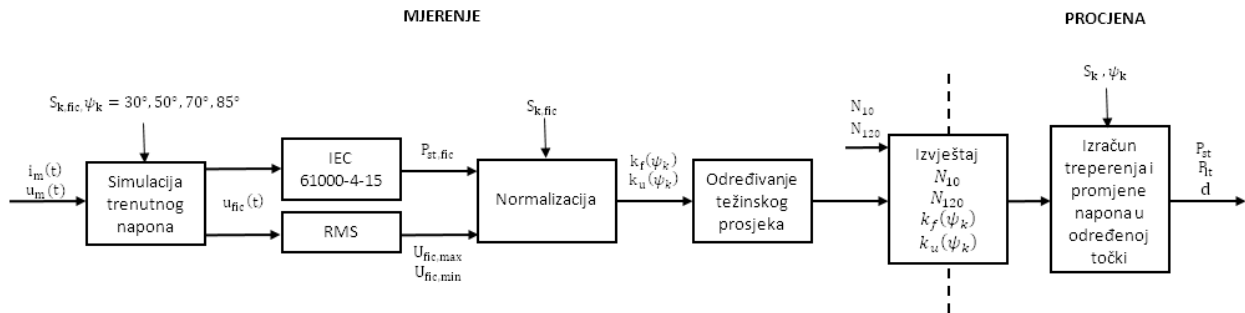 MJERENJE
PROCJENA
S_k,fic, ψ_k = 30°, 50°, 70°, 85°
i_m(t)
u_m(t)
Simulacija
trenutnog
napona
u_fic(t)
IEC
61000-4-15
RMS
P_st,fic
U_fic,max
U_fic,min
S_k,fic
Normalizacija
k_f(ψ_k)
k_u(ψ_k)
Određivanje
težinskog
prosjeka
N_10
N_120
Izvještaj
N_10
N_120
k_f(ψ_k)
k_u(ψ_k)
S_k , ψ_k
Izračun
treperenja i
promjene
napona u
određenoj
točki
P_st
P_lt
d